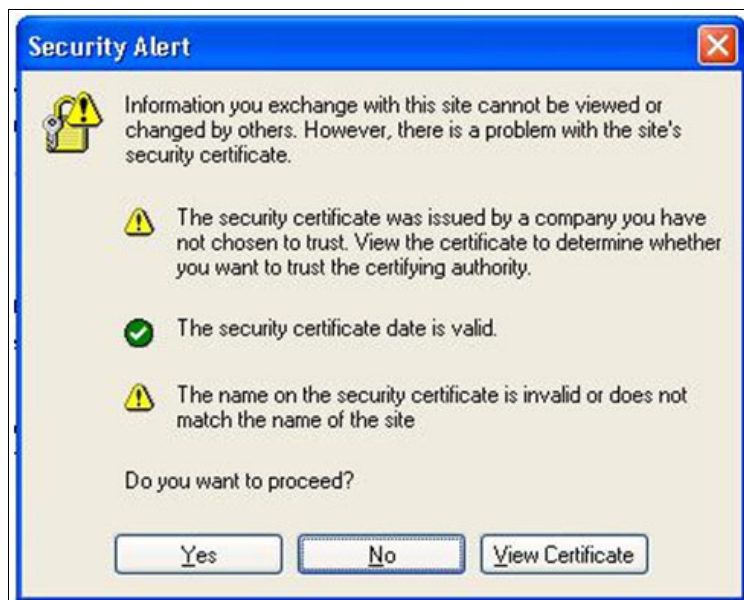 Security Alert
Information you exchange with this site cannot be viewed or
changed by others. However, there is a problem with the site's
security certificate.
The security certificate was issued by a company you have
not chosen to trust. View the certificate to determine whether
you want to trust the certifying authority.
The security certificate date is valid.
The name on the security certificate is invalid or does not
match the name of the site
Do you want to proceed?
Yes No View Certificate